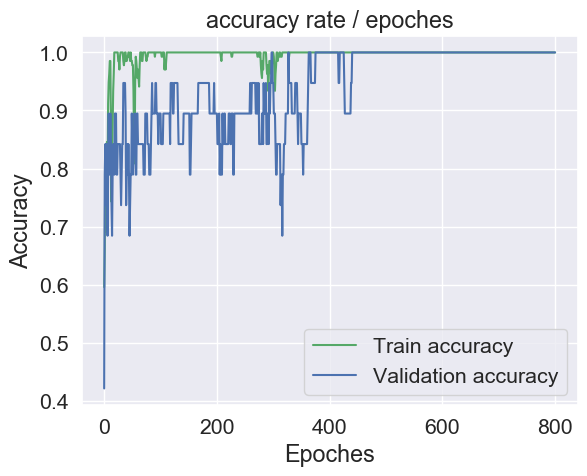 accuracy rate / epoches
1.0
0.9
0.8
0.7
0.6
0.5
0.4
Accuracy
Train accuracy
Validation accuracy
0
200
400
600
800
Epoches